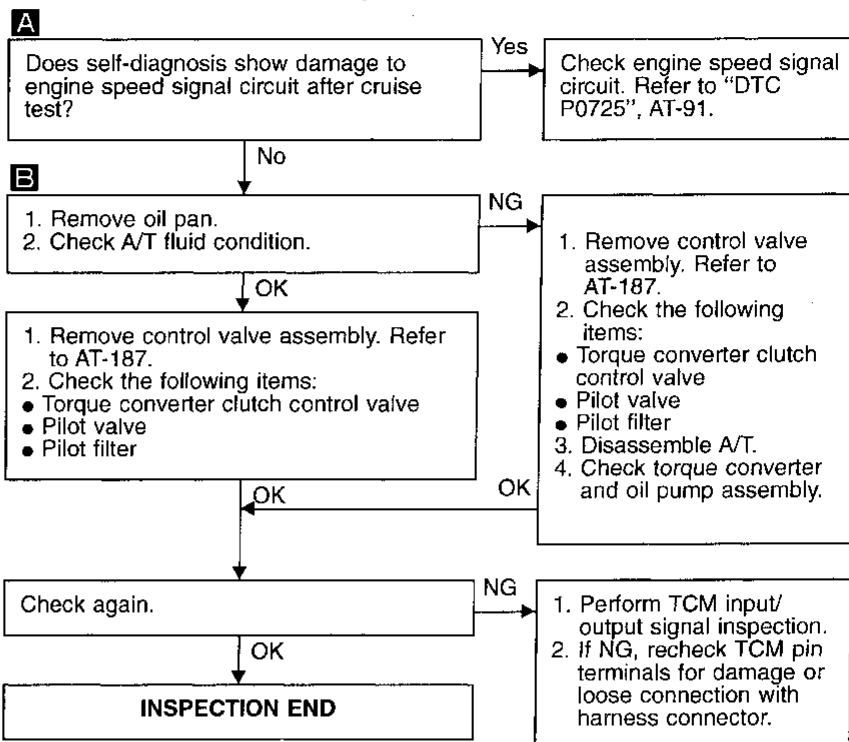 A
Does self-diagnosis show damage to
engine speed signal circuit after cruise
test?
Yes
Check engine speed signal
circuit. Refer to “DTC
P0725”, AT-91.
No
B
1. Remove oil pan.
2. Check A/T fluid condition.
NG
1. Remove control valve
assembly. Refer to
AT-187.
2. Check the following
items:
● Torque converter clutch
control valve
● Pilot valve
● Pilot filter
3. Disassemble A/T.
4. Check torque converter
and oil pump assembly.
OK
1. Remove control valve assembly. Refer
to AT-187.
2. Check the following items:
● Torque converter clutch control valve
● Pilot valve
● Pilot filter
OK
OK
Check again.
NG
1. Perform TCM input/
output signal inspection.
2. If NG, recheck TCM pin
terminals for damage or
loose connection with
harness connector.
OK
INSPECTION END